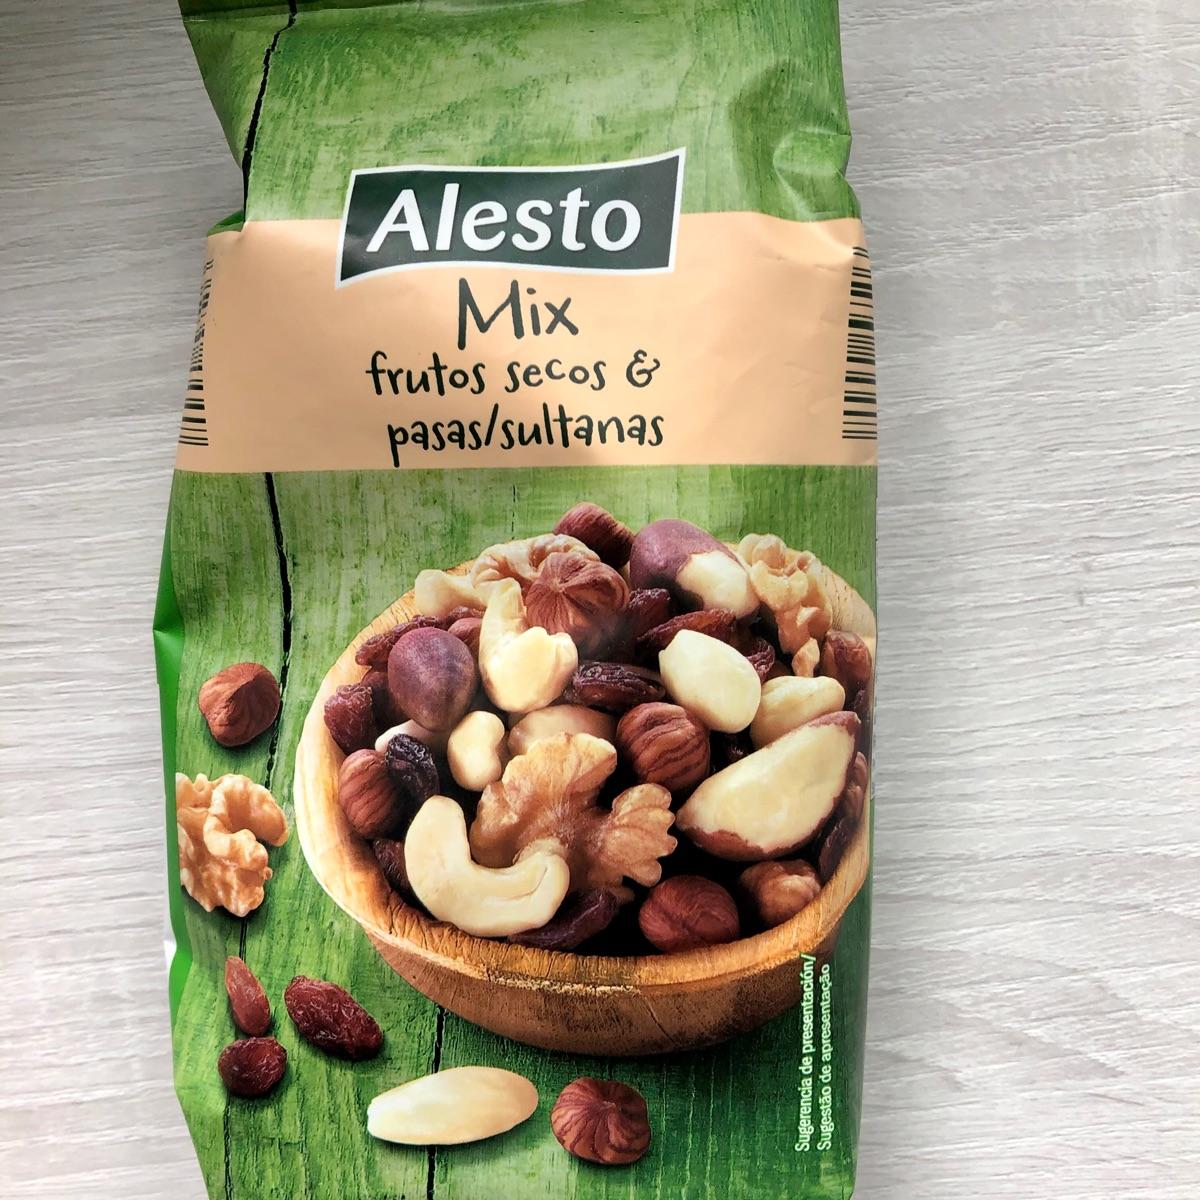 Alesto
Mix
frutos secos &
pasas/sultanas
Sugerencia de presentación/
Sugestão de apresentação